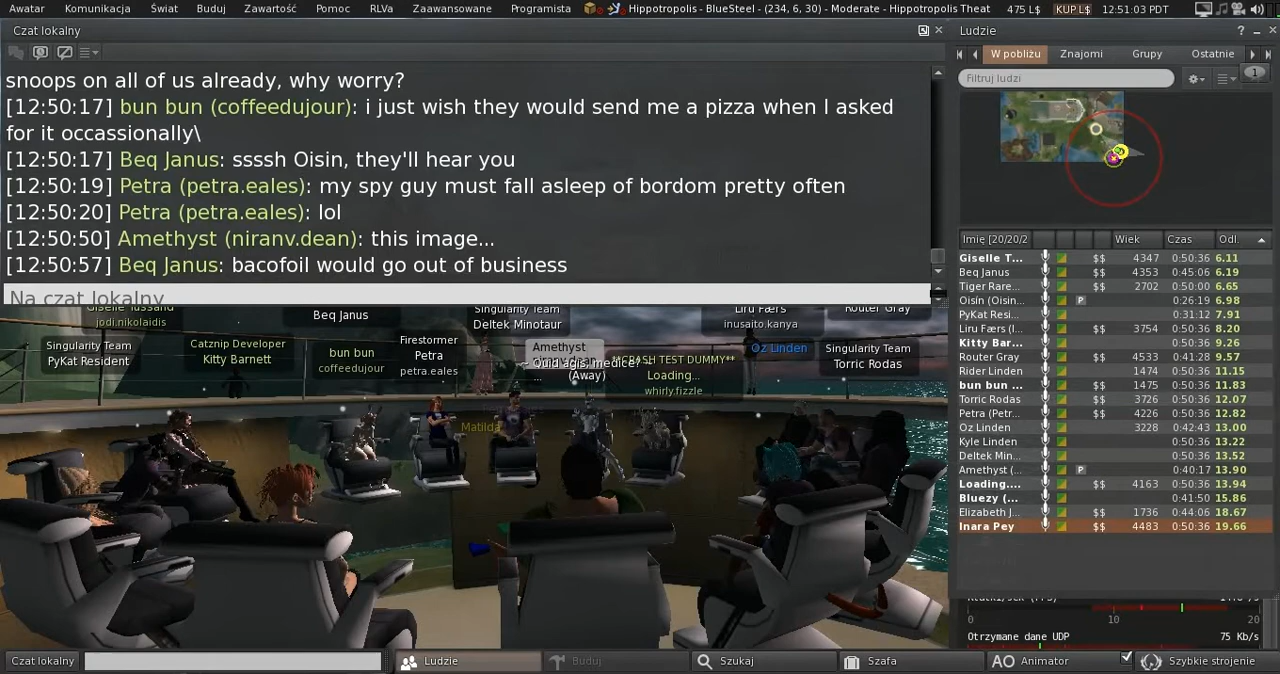 Awatar Komunikacja Świat Buduj Zawartość Pomoc RLVa Zaawansowane Programista Hippotropolis - BlueSteel - (234, 6, 30) - Moderate - Hippotropolis Theat 475 L$ KUP L$ 12:51:03 PDT
Czat lokalny
snoops on all of us already, why worry?
[12:50:17] bun bun (coffeedujour): i just wish they would send me a pizza when I asked
for it occassionally\
[12:50:17] Beq Janus: ssssh Oisin, they'll hear you
[12:50:19] Petra (petra.eales): my spy guy must fall asleep of bordom pretty often
[12:50:20] Petra (petra.eales): lol
[12:50:50] Amethyst (niranv.dean): this image...
[12:50:57] Beq Janus: bacofoil would go out of business
Na czat lokalny
Giselle Tussand
jodi.nikolaidis
Beq Janus
Singularity Team
Deltek Minotaur
Liru Færs
inusaito.kanya
Router Gray
Singularity Team
PyKat Resident
Catznip Developer
Kitty Barnett
bun bun
coffeedujour
Firestormer
Petra
petra.eales
Amethyst
Quid agis, medice?
...
(Away)
**CRASH TEST DUMMY**
Loading...
whirly.fizzle
Oz Linden
Singularity Team
Torric Rodas
Matilda
Ludzie
W pobliżu Znajomi Grupy Ostatnie
1
Filtruj ludzi
Imię [20/20/2 Wiek Czas Odl.
Giselle T... $$ 4347 0:50:36 6.11
Beq Janus $$ 4353 0:45:06 6.19
Tiger Rare... $$ 2702 0:50:00 6.65
Oisín (Oisin... P 0:26:19 6.98
PyKat Resi... 0:31:12 7.91
Liru Færs (l... $$ 3754 0:50:36 8.20
Kitty Bar... 0:50:36 9.26
Router Gray $$ 4533 0:41:28 9.57
Rider Linden 1474 0:50:36 11.15
bun bun ... $$ 1475 0:50:36 11.83
Torric Rodas $$ 3726 0:50:36 12.07
Petra (Petr... $$ 4226 0:50:36 12.82
Oz Linden 3228 0:42:43 13.00
Kyle Linden 0:50:36 13.22
Deltek Min... 0:50:36 13.52
Amethyst (... P 0:40:17 13.90
Loading.... $$ 4163 0:50:36 13.94
Bluezy (... 0:41:50 15.86
Elizabeth J... $$ 1736 0:44:06 18.67
Inara Pey $$ 4483 0:50:36 19.66
0 10 20
Otrzymane dane UDP 75 Kb/s
Czat lokalny Ludzie Buduj Szukaj Szafa AO Animator Szybkie strojenie